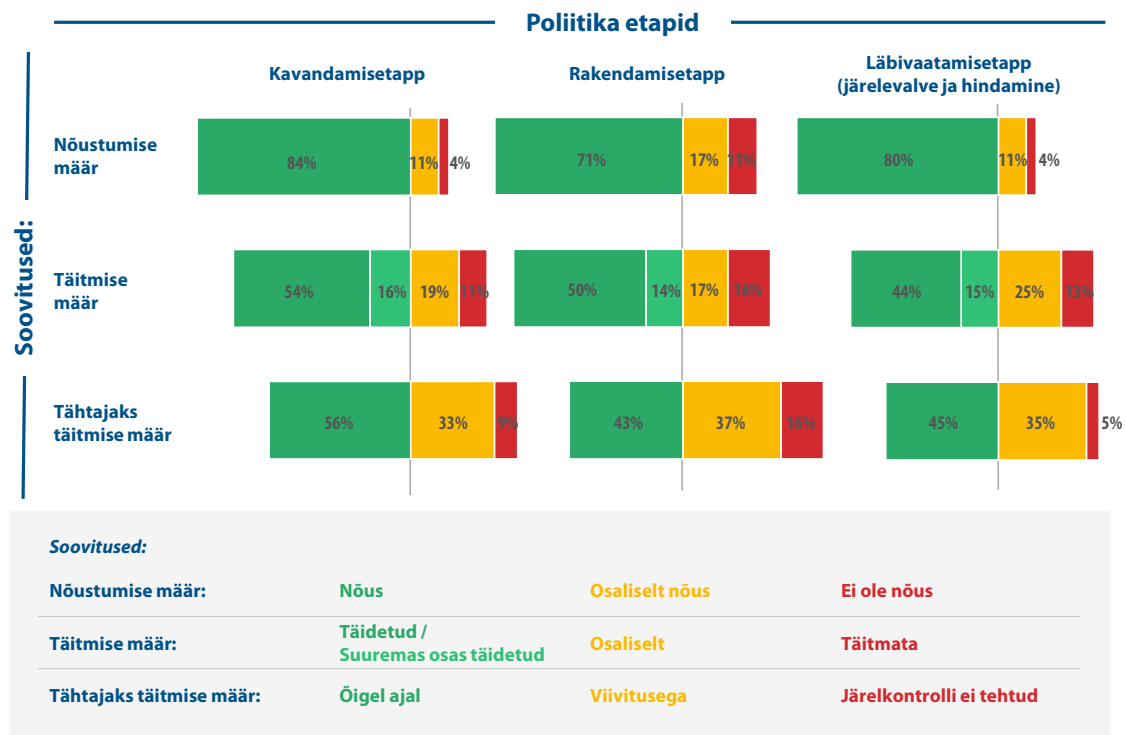 Poliitika etapid
Kavandamisetapp
Rakendamisetapp
Läbivaatamisetapp
(järelevalve ja hindamine)
Soovitused:
Nõustumise
määr
84% 11% 4%
71% 17% 11%
80% 11% 4%
Täitmise
määr
54% 16% 19% 11%
50% 14% 17% 16%
44% 15% 25% 13%
Tähtajaks
täitmise määr
56% 33% 9%
43% 37% 16%
45% 35% 5%
Soovitused:
Nõustumise määr: Nõus Osaliselt nõus Ei ole nõus
Täitmise määr: Täidetud /
Suuremas osas täidetud Osaliselt Täitmata
Tähtajaks täitmise määr: Õigel ajal Viivitusega Järelkontrolli ei tehtud